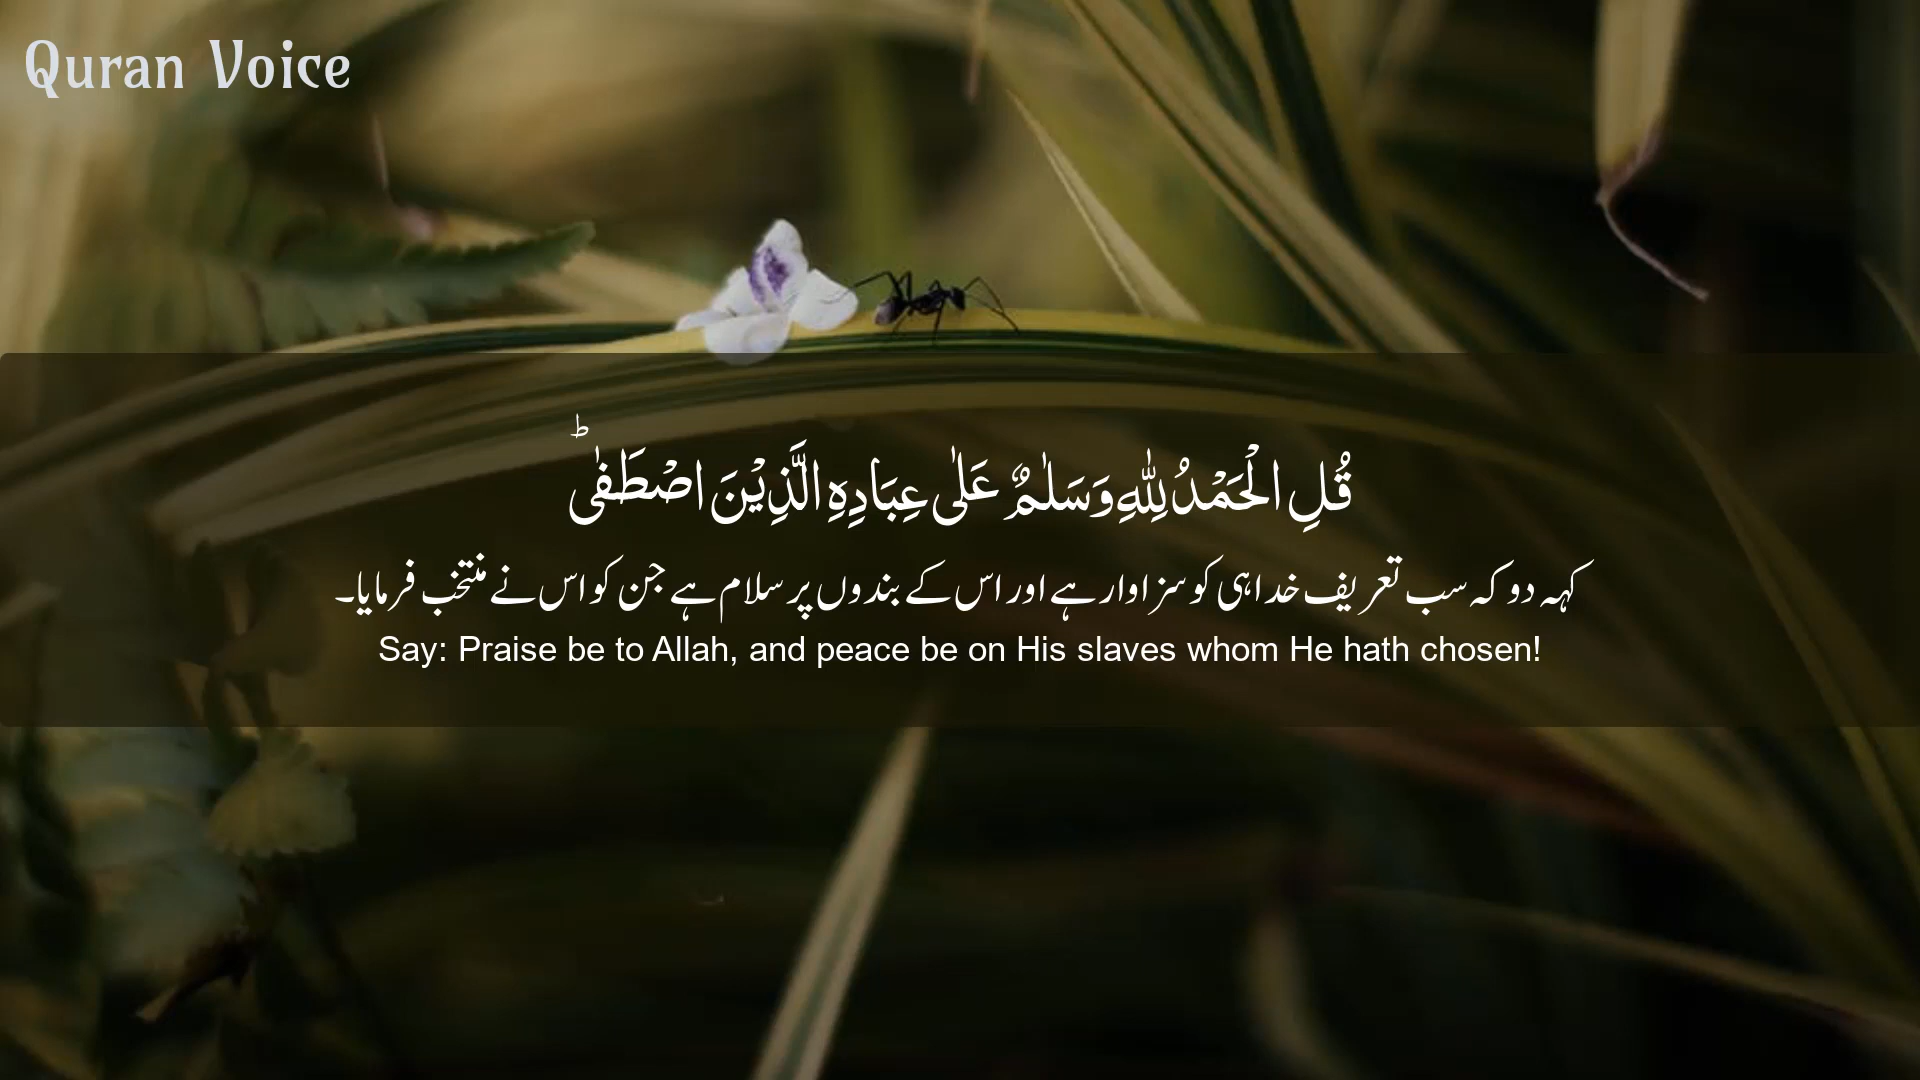 Quran Voice
قُلِ الْحَمْدُ لِلّٰهِ وَسَلٰمٌ عَلٰى عِبَادِهِ الَّذِيْنَ اصْطَفٰى ؕ
کہہ دو کہ سب تعریف خدا ہی کو سزاوار ہے اور اس کے بندوں پر سلام ہے جن کو اس نے منتخب فرمایا۔
Say: Praise be to Allah, and peace be on His slaves whom He hath chosen!